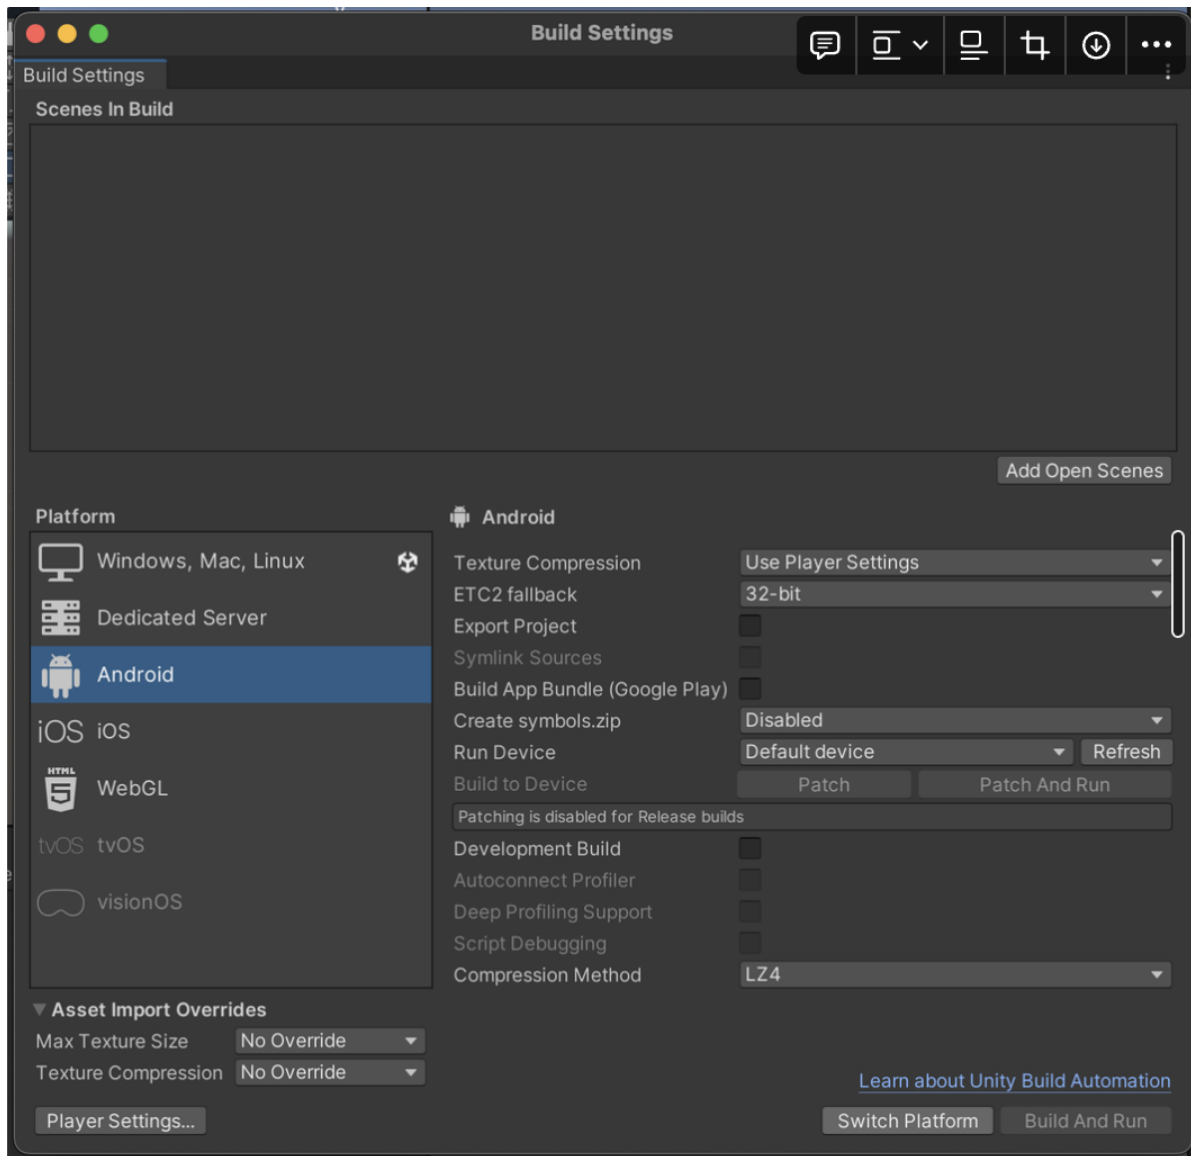 Build Settings
Build Settings
Scenes In Build
Add Open Scenes
Platform
Windows, Mac, Linux
Dedicated Server
Android
iOS iOS
HTML
5 WebGL
tvOS tvOS
visionOS
Android
Texture Compression Use Player Settings
ETC2 fallback 32-bit
Export Project
Symlink Sources
Build App Bundle (Google Play)
Create symbols.zip Disabled
Run Device Default device Refresh
Build to Device Patch Patch And Run
Patching is disabled for Release builds
Development Build
Autoconnect Profiler
Deep Profiling Support
Script Debugging
Compression Method LZ4
Asset Import Overrides
Max Texture Size No Override
Texture Compression No Override
Learn about Unity Build Automation
Player Settings... Switch Platform Build And Run